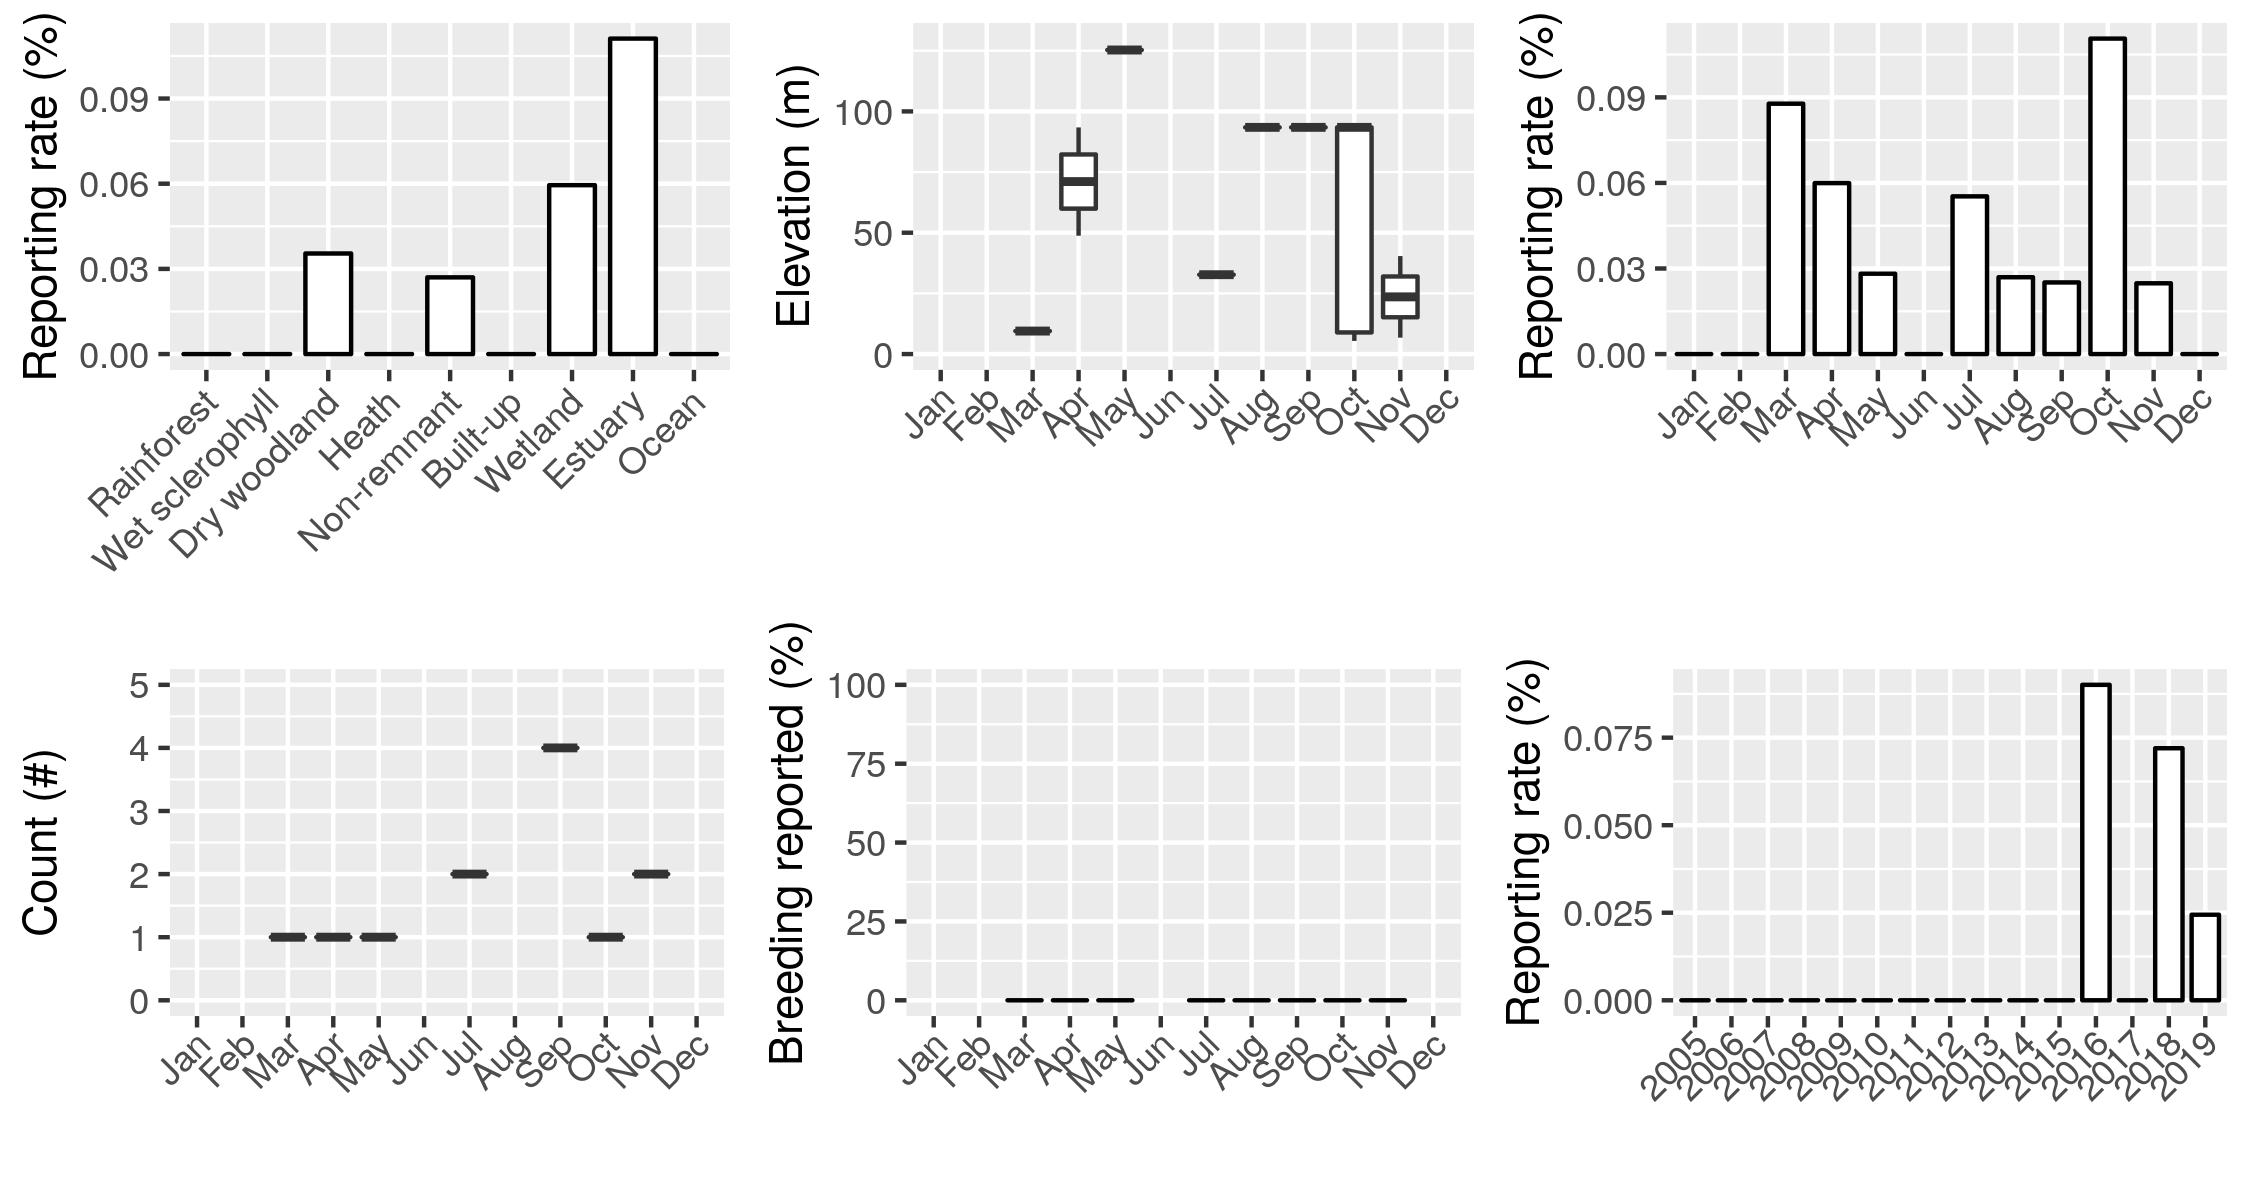 Reporting rate (%)
0.09
0.06
0.03
0.00
Rainforest
Wet sclerophyll
Dry woodland
Heath
Non-remnant
Built-up
Wetland
Estuary
Ocean
Elevation (m)
100
50
0
Jan
Feb
Mar
Apr
May
Jun
Jul
Aug
Sep
Oct
Nov
Dec
Reporting rate (%)
0.09
0.06
0.03
0.00
Jan
Feb
Mar
Apr
May
Jun
Jul
Aug
Sep
Oct
Nov
Dec
Count (#)
5
4
3
2
1
0
Jan
Feb
Mar
Apr
May
Jun
Jul
Aug
Sep
Oct
Nov
Dec
Breeding reported (%)
100
75
50
25
0
Jan
Feb
Mar
Apr
May
Jun
Jul
Aug
Sep
Oct
Nov
Dec
Reporting rate (%)
0.075
0.050
0.025
0.000
2005
2006
2007
2008
2009
2010
2011
2012
2013
2014
2015
2016
2017
2018
2019